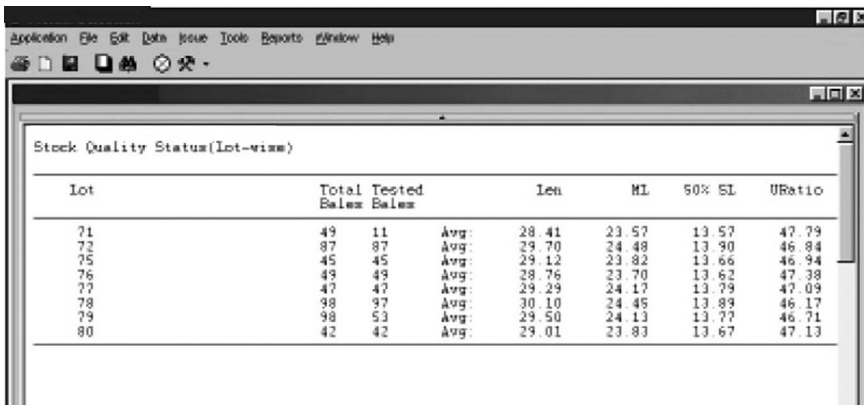 Application File Edit Data Issue Tools Reports Window Help
Stock Quality Status(Lot-wise)
Lot Total Tested Len ML 50% SL URatio
Bales Bales
71 49 11 Avg: 28.41 23.57 13.57 47.79
72 87 87 Avg: 29.70 24.48 13.90 46.84
75 45 45 Avg: 29.12 23.82 13.66 46.94
76 49 49 Avg: 28.76 23.70 13.62 47.38
77 47 47 Avg: 29.29 24.17 13.79 47.09
78 98 97 Avg: 30.10 24.45 13.89 46.17
79 98 53 Avg: 29.50 24.13 13.77 46.71
80 42 42 Avg: 29.01 23.83 13.67 47.13